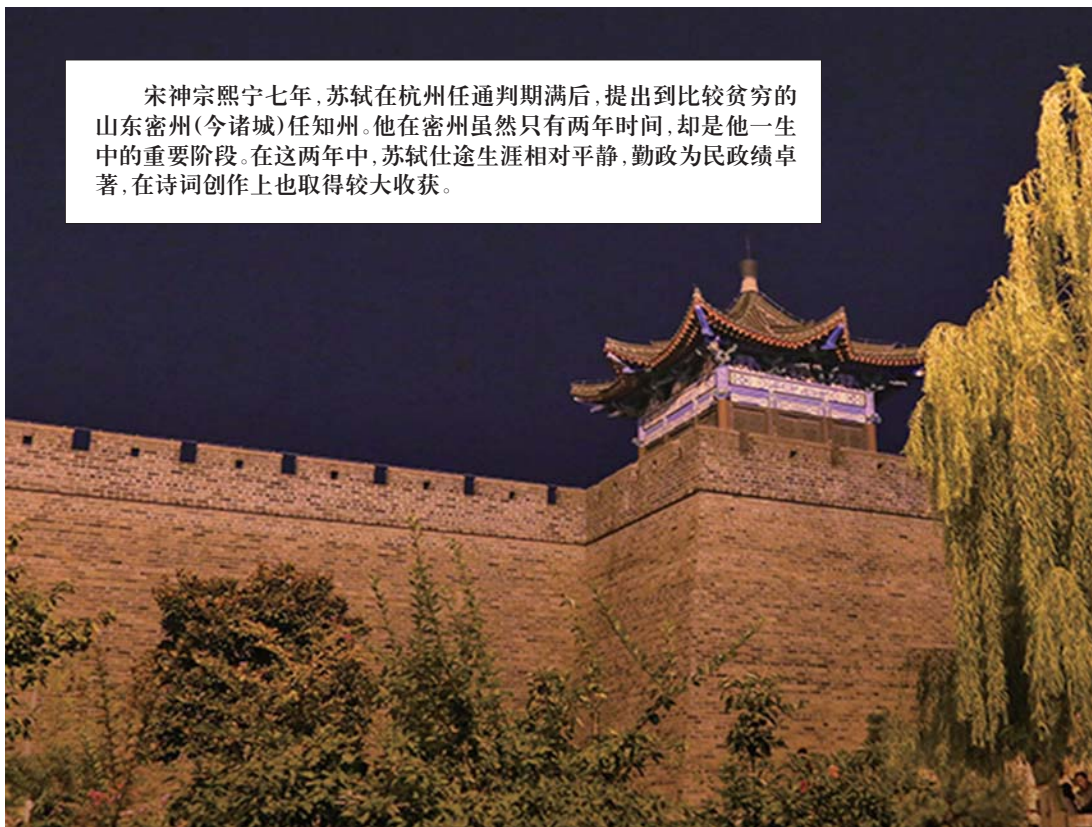 宋神宗熙宁七年,苏轼在杭州任通判期满后,提出到比较贫穷的
山东密州(今诸城)任知州。他在密州虽然只有两年时间,却是他一生
中的重要阶段。在这两年中,苏轼仕途生涯相对平静,勤政为民政绩卓
著,在诗词创作上也取得较大收获。